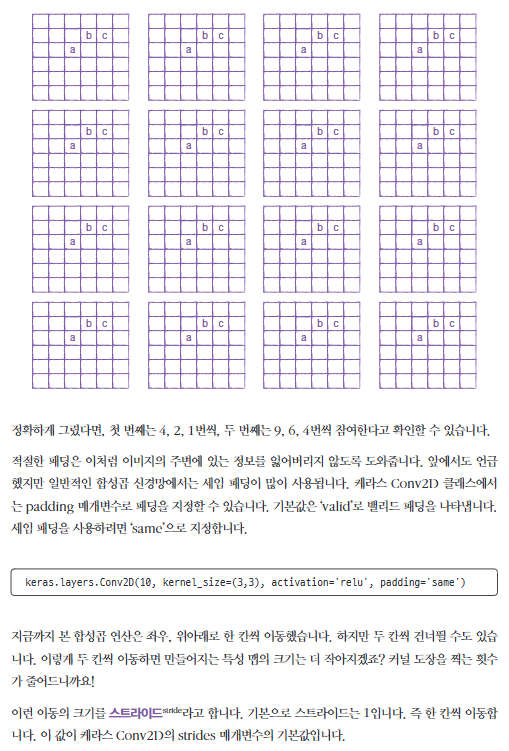 b c b c b c b c
a a a a
b c b c b c b c
a a a a
b c b c b c b c
a a a a
b c b c b c b c
a a a a
정확하게 그렸다면, 첫 번째는 4, 2, 1번씩, 두 번째는 9, 6, 4번씩 참여한다고 확인할 수 있습니다.
적절한 패딩은 이처럼 이미지의 주변에 있는 정보를 잃어버리지 않도록 도와줍니다. 앞에서도 언급
했지만 일반적인 합성곱 신경망에서는 세임 패딩이 많이 사용됩니다. 케라스 Conv2D 클래스에서
는 padding 매개변수로 패딩을 지정할 수 있습니다. 기본값은 ‘valid’로 밸리드 패딩을 나타냅니다.
세임 패딩을 사용하려면 ‘same’으로 지정합니다.
keras.layers.Conv2D(10, kernel_size=(3,3), activation='relu', padding='same')
지금까지 본 합성곱 연산은 좌우, 위아래로 한 칸씩 이동했습니다. 하지만 두 칸씩 건너뛸 수도 있습
니다. 이렇게 두 칸씩 이동하면 만들어지는 특성 맵의 크기는 더 작아지겠죠? 커널 도장을 찍는 횟수
가 줄어드니까요!
이런 이동의 크기를 스트라이드stride라고 합니다. 기본으로 스트라이드는 1입니다. 즉 한 칸씩 이동합
니다. 이 값이 케라스 Conv2D의 strides 매개변수의 기본값입니다.